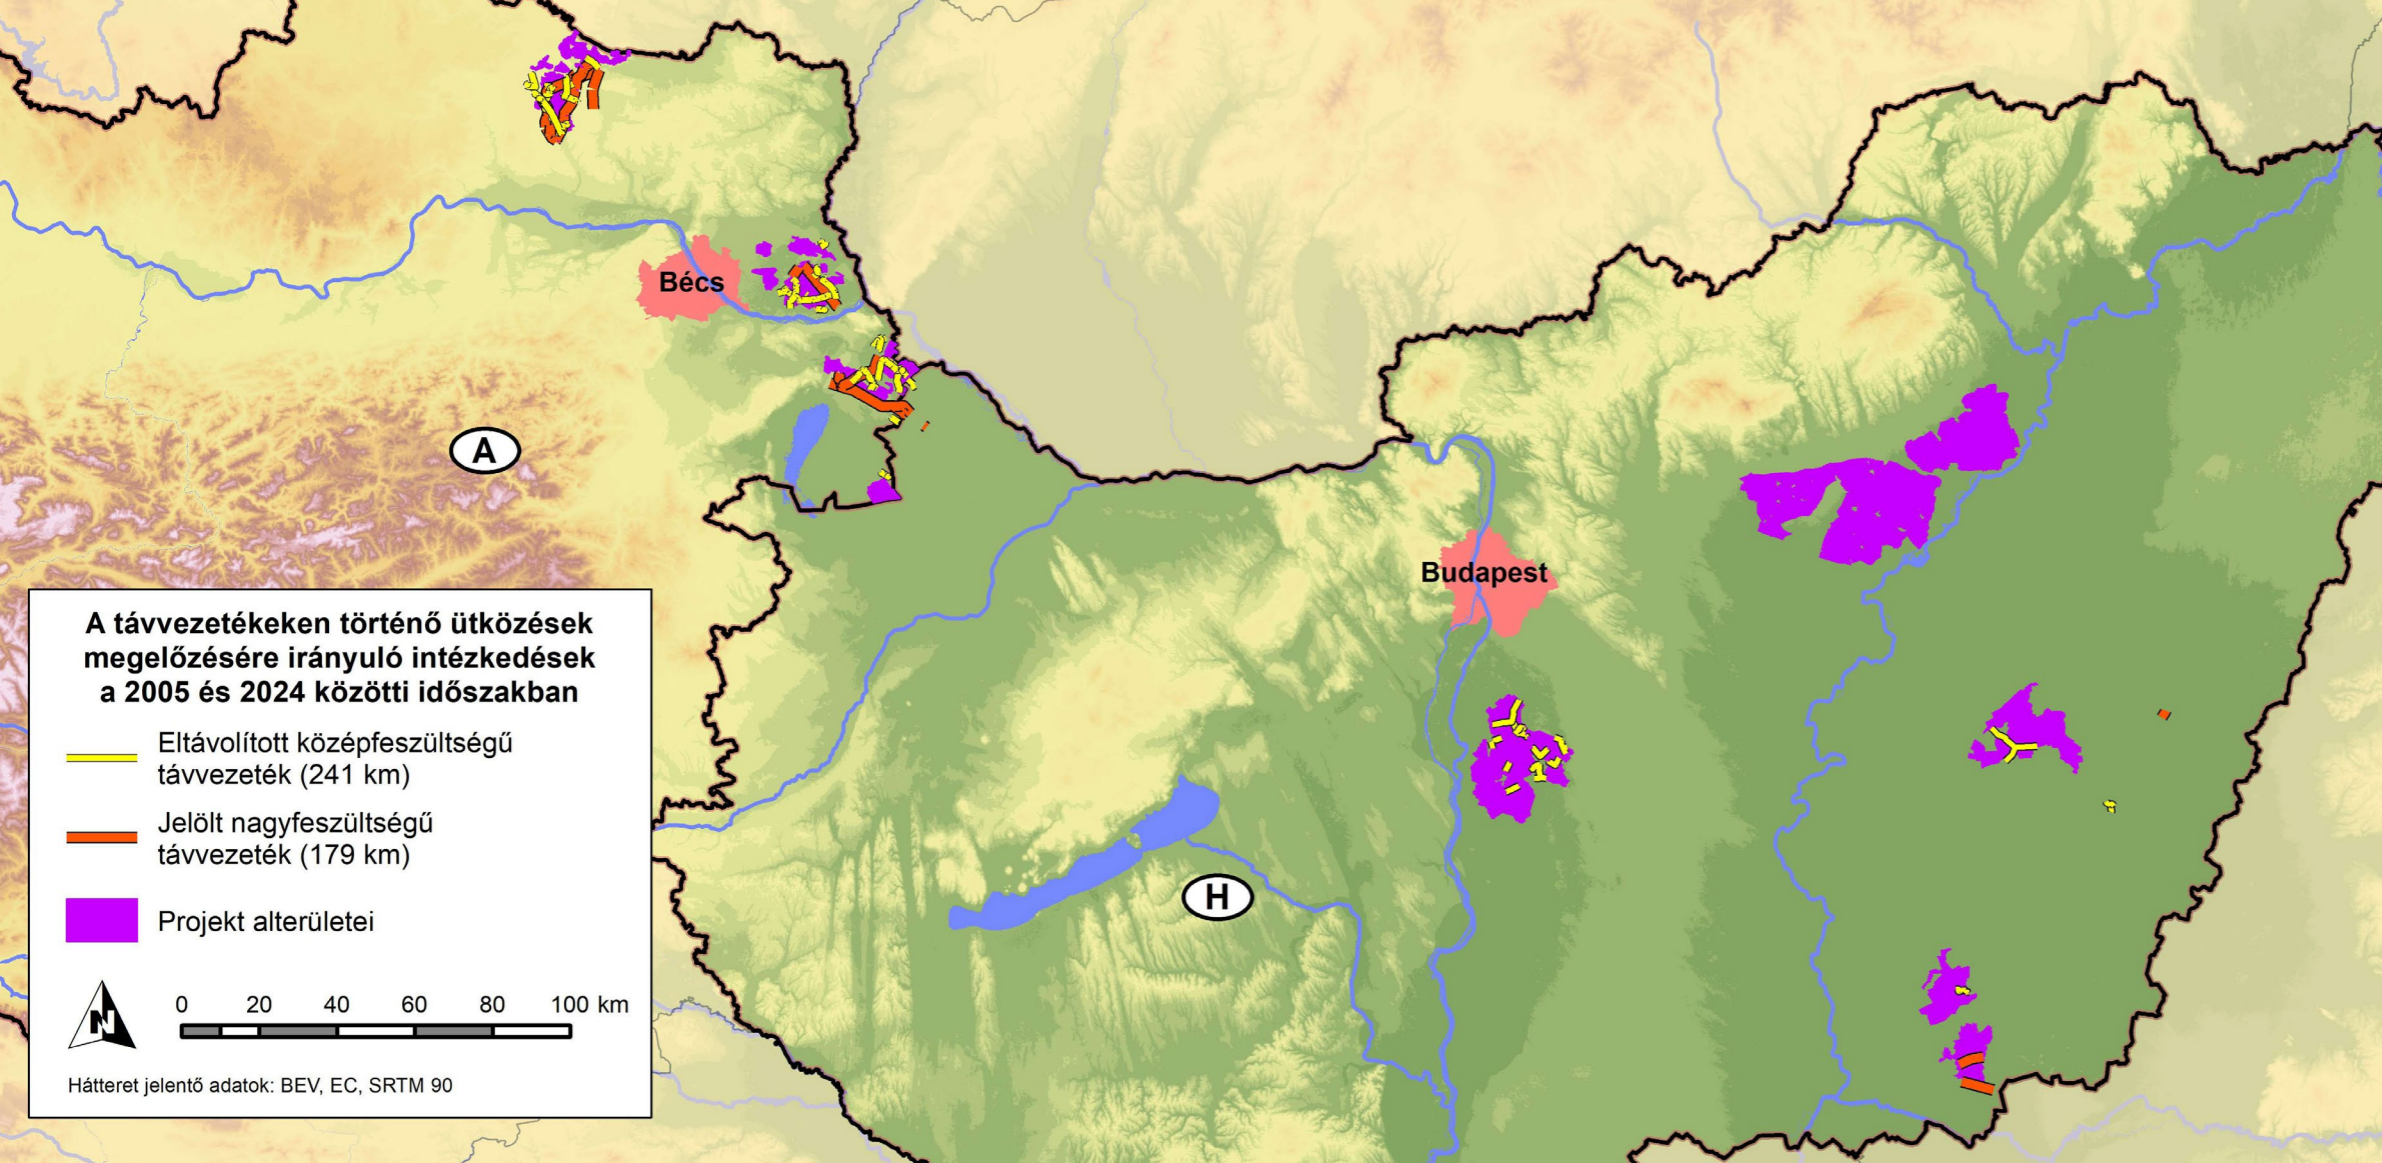 Bécs
A
Budapest
H
A távvezetékeken történő ütközések
megelőzésére irányuló intézkedések
a 2005 és 2024 közötti időszakban
Eltávolított középfeszültségű
távvezeték (241 km)
Jelölt nagyfeszültségű
távvezeték (179 km)
Projekt alterületei
N
0 20 40 60 80 100 km
Hátteret jelentő adatok: BEV, EC, SRTM 90